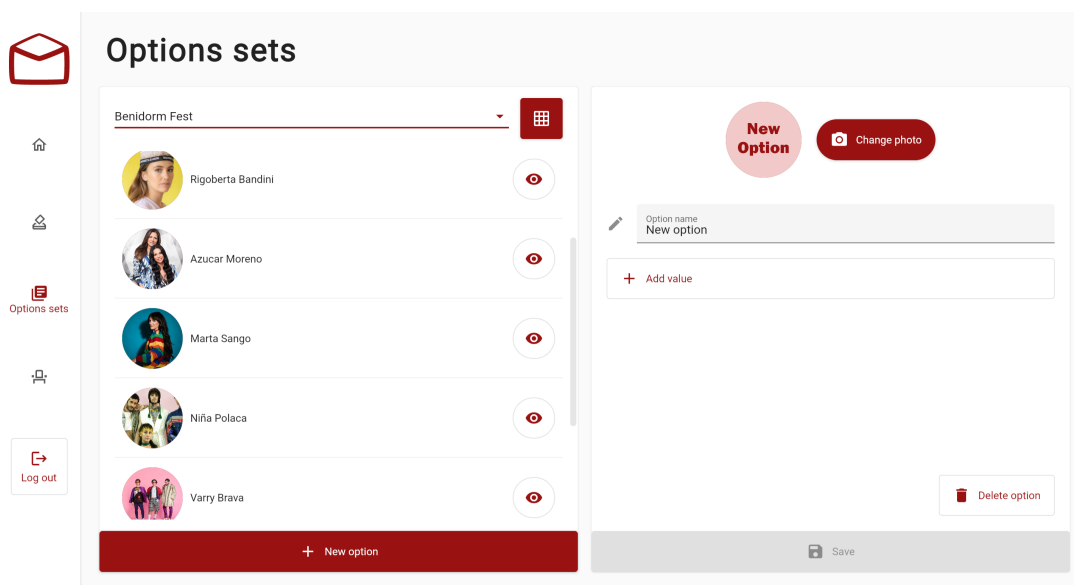 Options sets
Benidorm Fest
Rigoberta Bandini
Azucar Moreno
Marta Sango
Niña Polaca
Varry Brava
New option
New
Option
Change photo
Option name
New option
Add value
Delete option
Save
Options sets
Log out